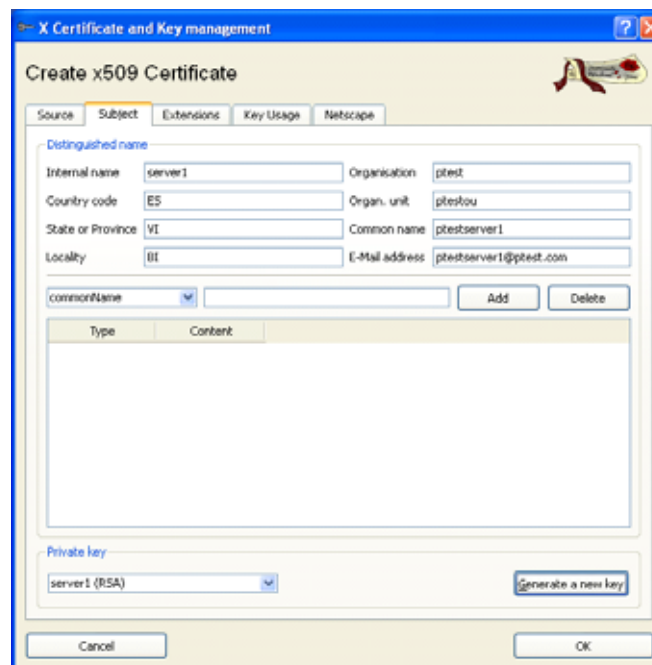 X Certificate and Key management
Create x509 Certificate
Source Subject Extensions Key Usage Netscape
Distinguished name
Internal name server1 Organisation ptest
Country code ES Organ. unit ptestou
State or Province VI Common name ptestserver1
Locality BI E-Mail address ptestserver1@ptest.com
commonName Add Delete
Type Content
Private key
server1 (RSA) Generate a new key
Cancel OK